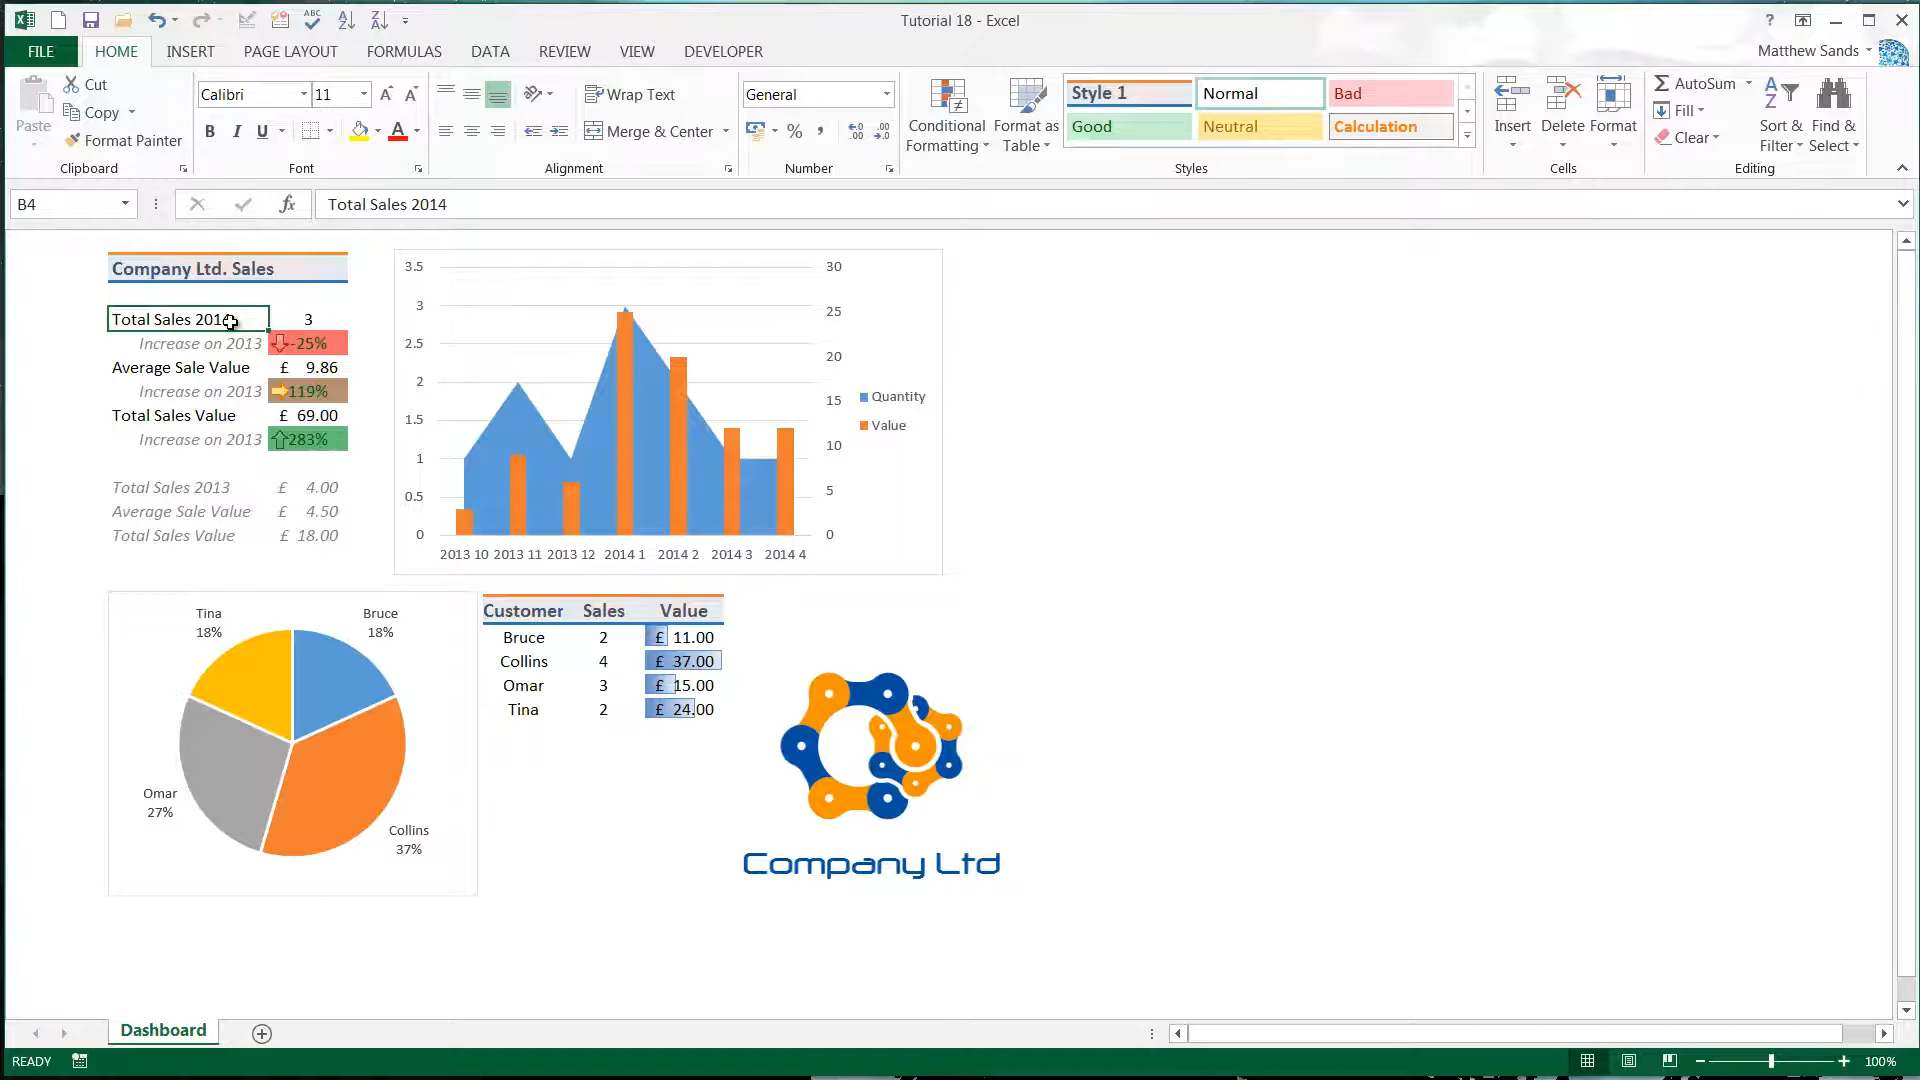 Tutorial 18 - Excel
FILE HOME INSERT PAGE LAYOUT FORMULAS DATA REVIEW VIEW DEVELOPER
Matthew Sands
Paste
Cut
Copy
Format Painter
Clipboard
Calibri 11
B I U A
Font
Wrap Text
Merge & Center
Alignment
General
%
Number
Conditional Formatting
Format as Table
Style 1 Normal Bad
Good Neutral Calculation
Styles
Insert Delete Format
Cells
AutoSum
Fill
Clear
Sort & Filter
Find & Select
Editing
B4
fx
Total Sales 2014
Company Ltd. Sales
Total Sales 201 3
Increase on 2013 -25%
Average Sale Value £ 9.86
Increase on 2013 119%
Total Sales Value £ 69.00
Increase on 2013 283%
Total Sales 2013 £ 4.00
Average Sale Value £ 4.50
Total Sales Value £ 18.00
3.5
3
2.5
2
1.5
1
0.5
0
30
25
20
15
10
5
0
Quantity
Value
2013 10 2013 11 2013 12 2014 1 2014 2 2014 3 2014 4
Tina
18%
Bruce
18%
Omar
27%
Collins
37%
Customer Sales Value
Bruce 2 £ 11.00
Collins 4 £ 37.00
Omar 3 £ 15.00
Tina 2 £ 24.00
Company Ltd
Dashboard
READY
100%